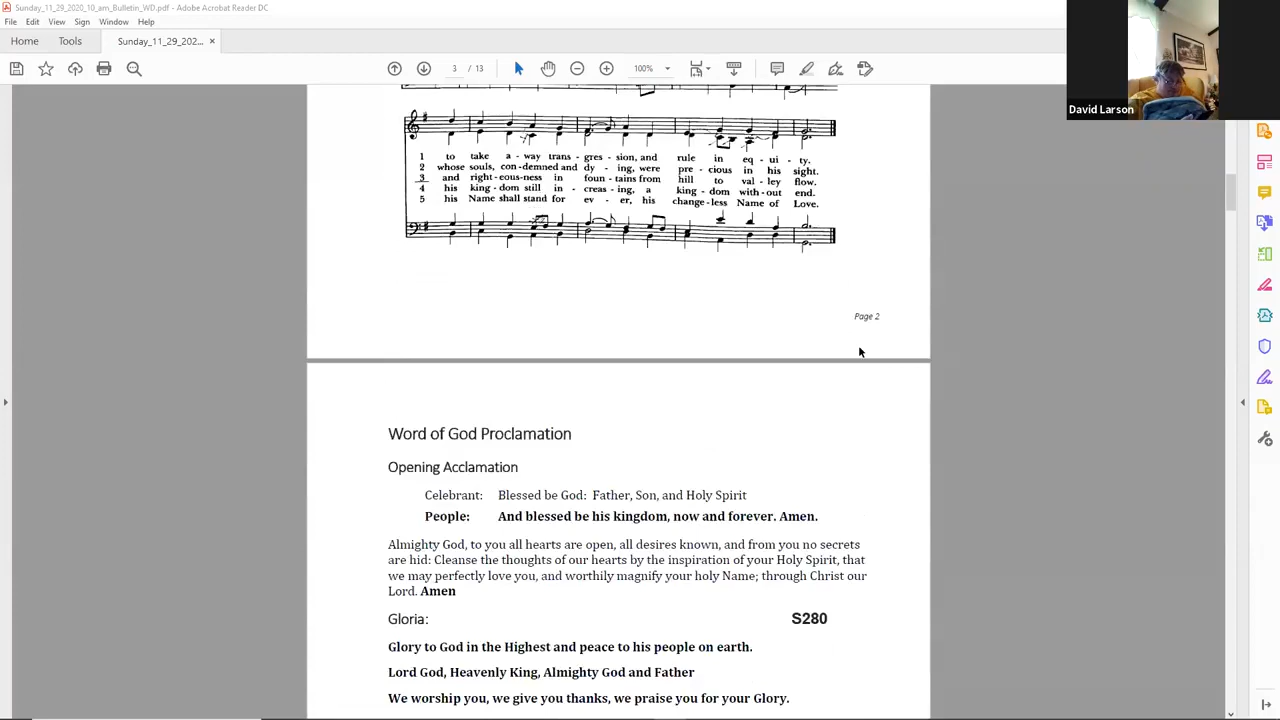 Sunday_11_29_2020_10_am_Bulletin_WD.pdf - Adobe Acrobat Reader DC
File Edit View Sign Window Help
Home Tools Sunday_11_29_202... ×
3 / 13 100%
David Larson
1 to take a - way trans - gres - sion, and rule in eq - ui - ty.
2 whose souls, con - demned and dy - ing, were pre - cious in his sight.
3 and right - eous - ness in foun - tains from hill to val - ley flow.
4 his king - dom still in - creas - ing, a king - dom with - out end.
5 his Name shall stand for ev - er, his change - less Name of Love.
Page 2
Word of God Proclamation
Opening Acclamation
Celebrant: Blessed be God: Father, Son, and Holy Spirit
People: And blessed be his kingdom, now and forever. Amen.
Almighty God, to you all hearts are open, all desires known, and from you no secrets
are hid: Cleanse the thoughts of our hearts by the inspiration of your Holy Spirit, that
we may perfectly love you, and worthily magnify your holy Name; through Christ our
Lord. Amen
Gloria: S280
Glory to God in the Highest and peace to his people on earth.
Lord God, Heavenly King, Almighty God and Father
We worship you, we give you thanks, we praise you for your Glory.